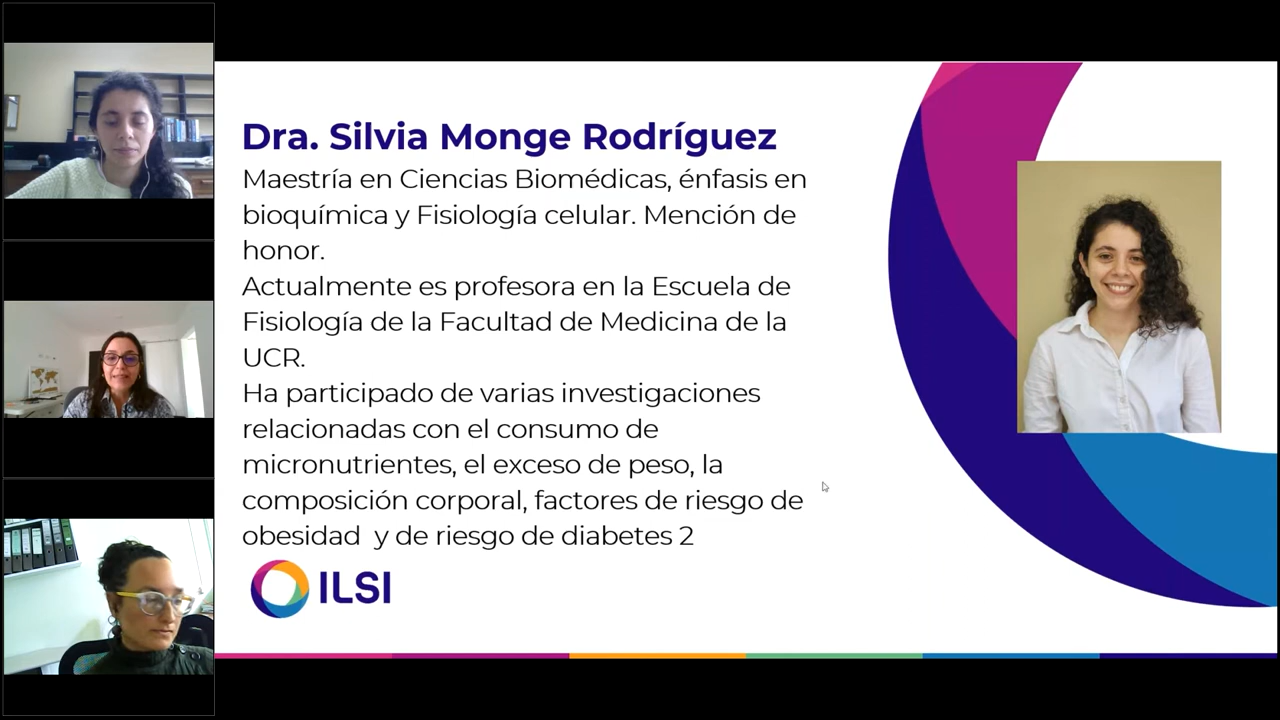 Dra. Silvia Monge Rodríguez
Maestría en Ciencias Biomédicas, énfasis en
bioquímica y Fisiología celular. Mención de
honor.
Actualmente es profesora en la Escuela de
Fisiología de la Facultad de Medicina de la
UCR.
Ha participado de varias investigaciones
relacionadas con el consumo de
micronutrientes, el exceso de peso, la
composición corporal, factores de riesgo de
obesidad  y de riesgo de diabetes 2
ILSI